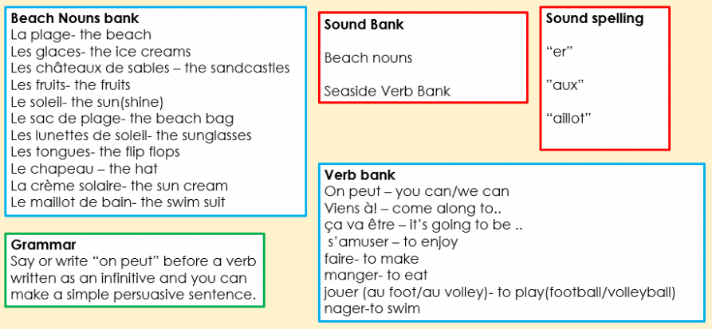 Beach Nouns bank
La plage- the beach
Les glaces- the ice creams
Les châteaux de sables – the sandcastles
Les fruits- the fruits
Le soleil- the sun(shine)
Le sac de plage- the beach bag
Les lunettes de soleil- the sunglasses
Les tongues- the flip flops
Le chapeau – the hat
La crème solaire- the sun cream
Le maillot de bain- the swim suit
Grammar
Say or write “on peut” before a verb
written as an infinitive and you can
make a simple persuasive sentence.
Sound Bank
Beach nouns
Seaside Verb Bank
Sound spelling
“er”
”aux”
“aillot”
Verb bank
On peut – you can/we can
Viens à! – come along to..
ça va être – it’s going to be ..
s’amuser – to enjoy
faire- to make
manger- to eat
jouer (au foot/au volley)- to play(football/volleyball)
nager-to swim